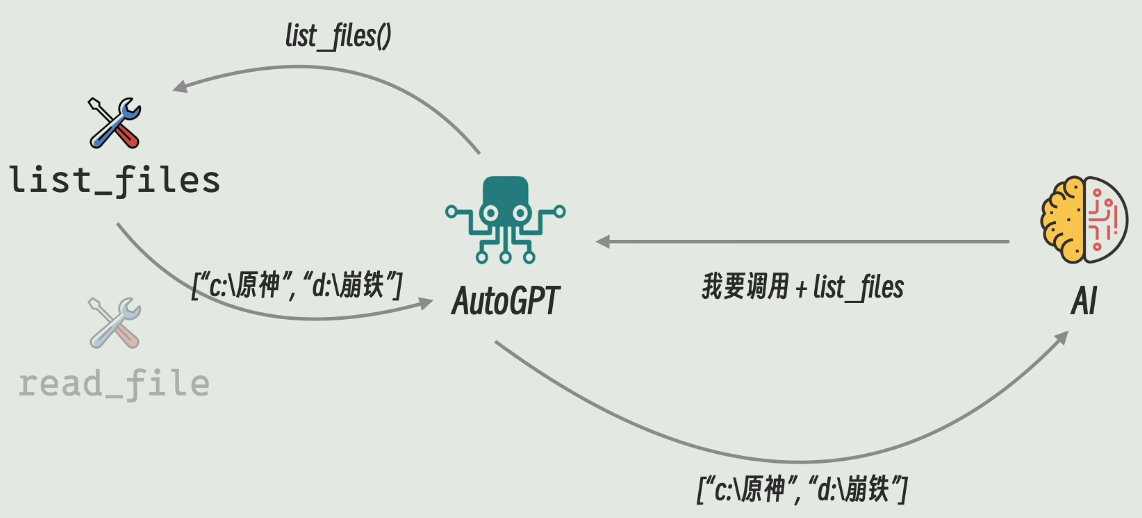 list_files()
list_files
["c:\原神", "d:\崩铁"]
read_file
AutoGPT
我要调用 + list_files
AI
["c:\原神", "d:\崩铁"]